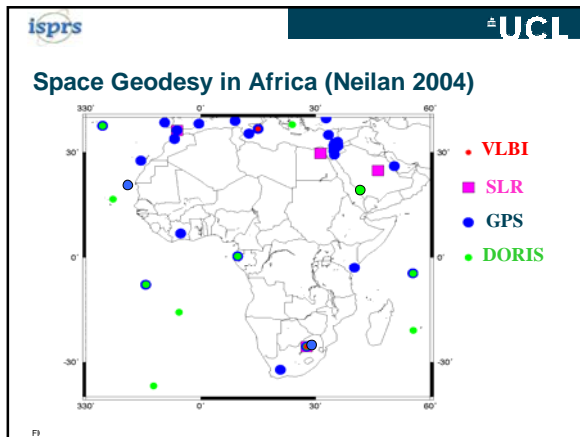 isprs
UCL
Space Geodesy in Africa (Neilan 2004)
330° 0° 30° 60°
30°
0°
-30°
VLBI
SLR
GPS
DORIS
30°
0°
-30°
330° 0° 30° 60°